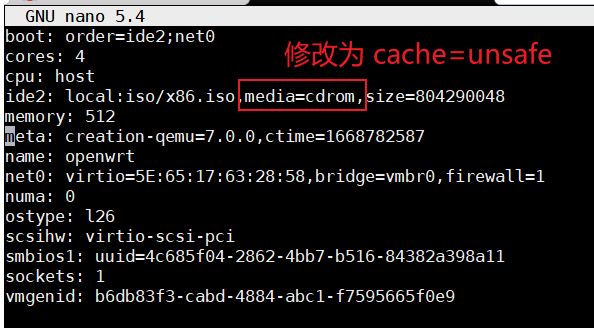 GNU nano 5.4
boot: order=ide2;net0
cores: 4
cpu: host
修改为 cache=unsafe
ide2: local:iso/x86.iso,media=cdrom,size=804290048
memory: 512
meta: creation-qemu=7.0.0,ctime=1668782587
name: openwrt
net0: virtio=5E:65:17:63:28:58,bridge=vmbr0,firewall=1
numa: 0
ostype: l26
scsihw: virtio-scsi-pci
smbios1: uuid=4c685f04-2862-4bb7-b516-84382a398a11
sockets: 1
vmgenid: b6db83f3-cabd-4884-abc1-f7595665f0e9